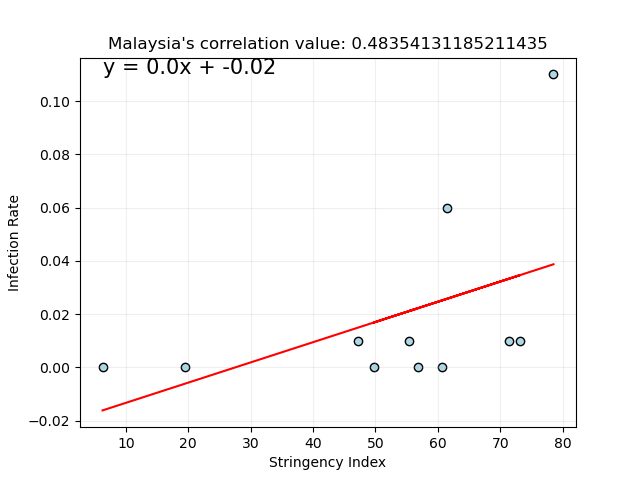 Malaysia's correlation value: 0.48354131185211435
y = 0.0x + -0.02
0.10
0.08
0.06
0.04
0.02
0.00
−0.02
Infection Rate
10 20 30 40 50 60 70 80
Stringency Index